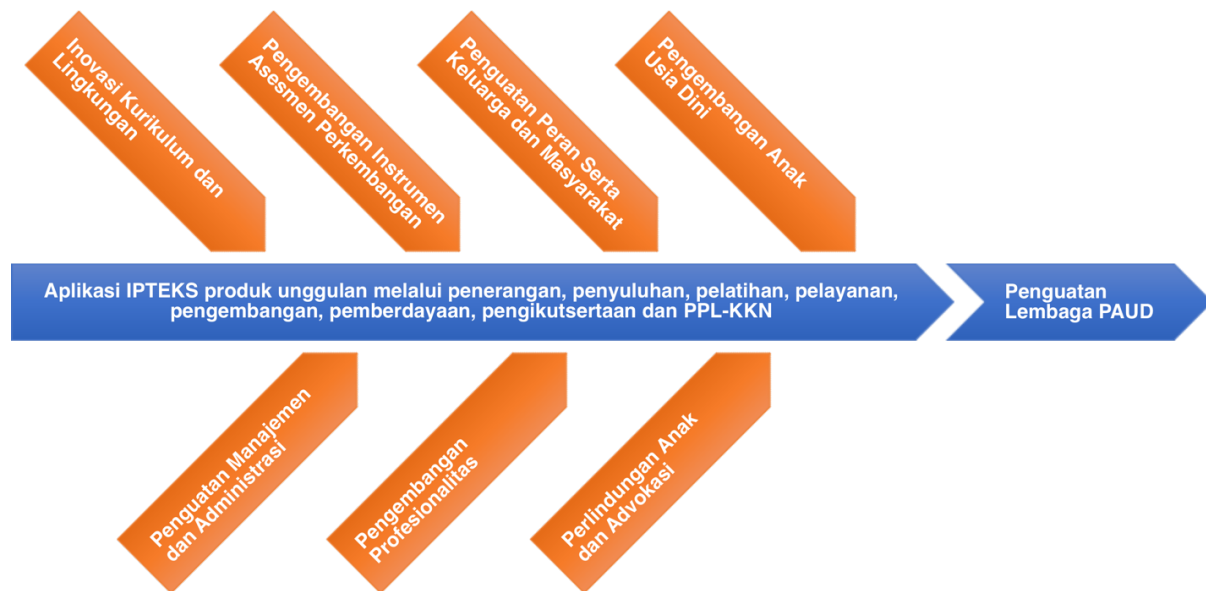 Inovasi Kurikulum dan
Lingkungan
Pengembangan Instrumen
Asesmen Perkembangan
Penguatan Peran Serta
Keluarga dan Masyarakat
Pengembangan Anak
Usia Dini
Aplikasi IPTEKS produk unggulan melalui penerangan, penyuluhan, pelatihan, pelayanan,
pengembangan, pemberdayaan, pengikutsertaan dan PPL-KKN
Penguatan
Lembaga PAUD
Penguatan Manajemen
dan Administrasi
Pengembangan
Profesionalitas
Perlindungan Anak
dan Advokasi